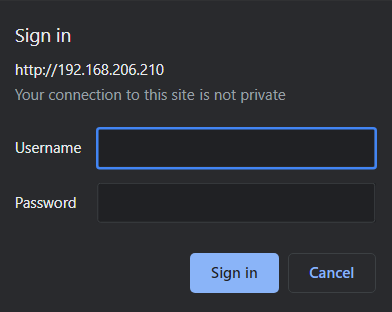 Sign in
http://192.168.206.210
Your connection to this site is not private
Username
Password
Sign in Cancel